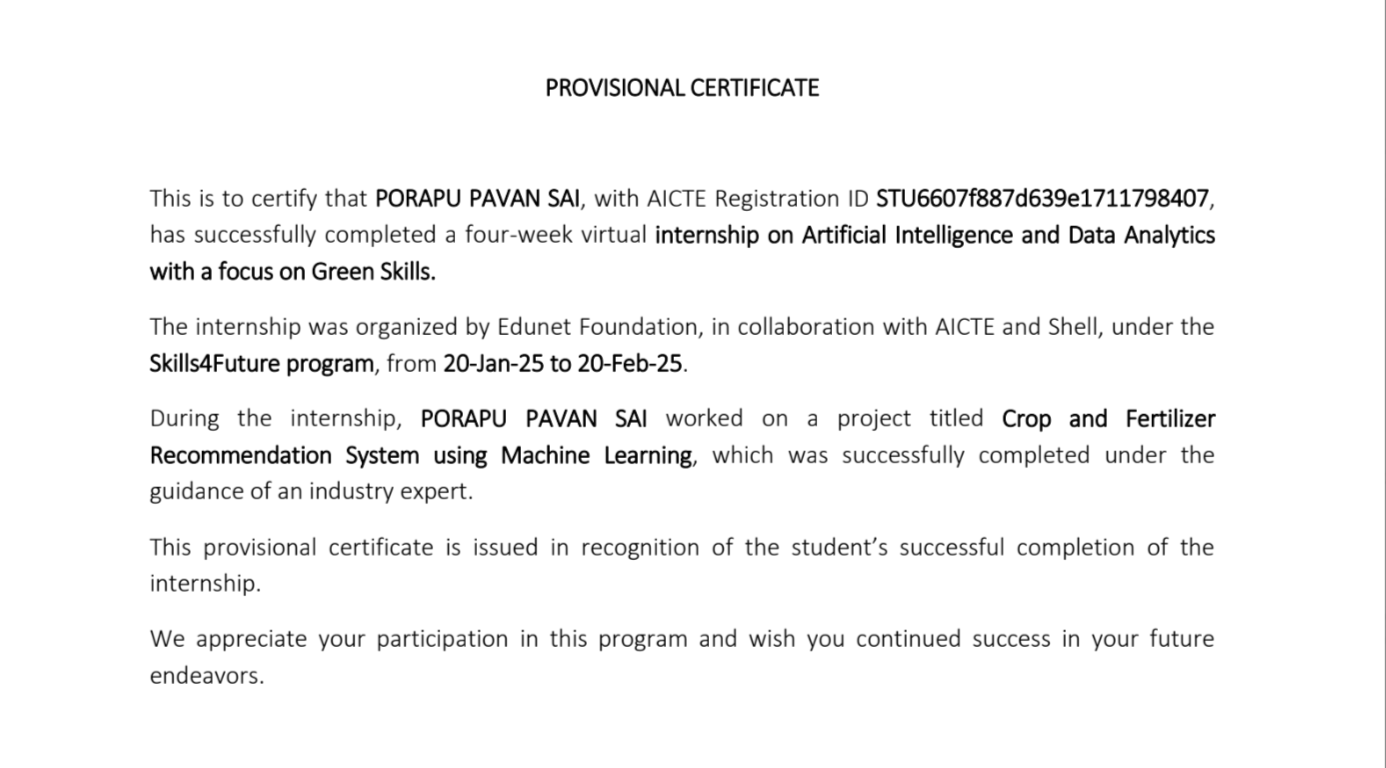 PROVISIONAL CERTIFICATE
This is to certify that PORAPU PAVAN SAI, with AICTE Registration ID STU6607f887d639e1711798407,
has successfully completed a four-week virtual internship on Artificial Intelligence and Data Analytics
with a focus on Green Skills.
The internship was organized by Edunet Foundation, in collaboration with AICTE and Shell, under the
Skills4Future program, from 20-Jan-25 to 20-Feb-25.
During the internship, PORAPU PAVAN SAI worked on a project titled Crop and Fertilizer
Recommendation System using Machine Learning, which was successfully completed under the
guidance of an industry expert.
This provisional certificate is issued in recognition of the student’s successful completion of the
internship.
We appreciate your participation in this program and wish you continued success in your future
endeavors.